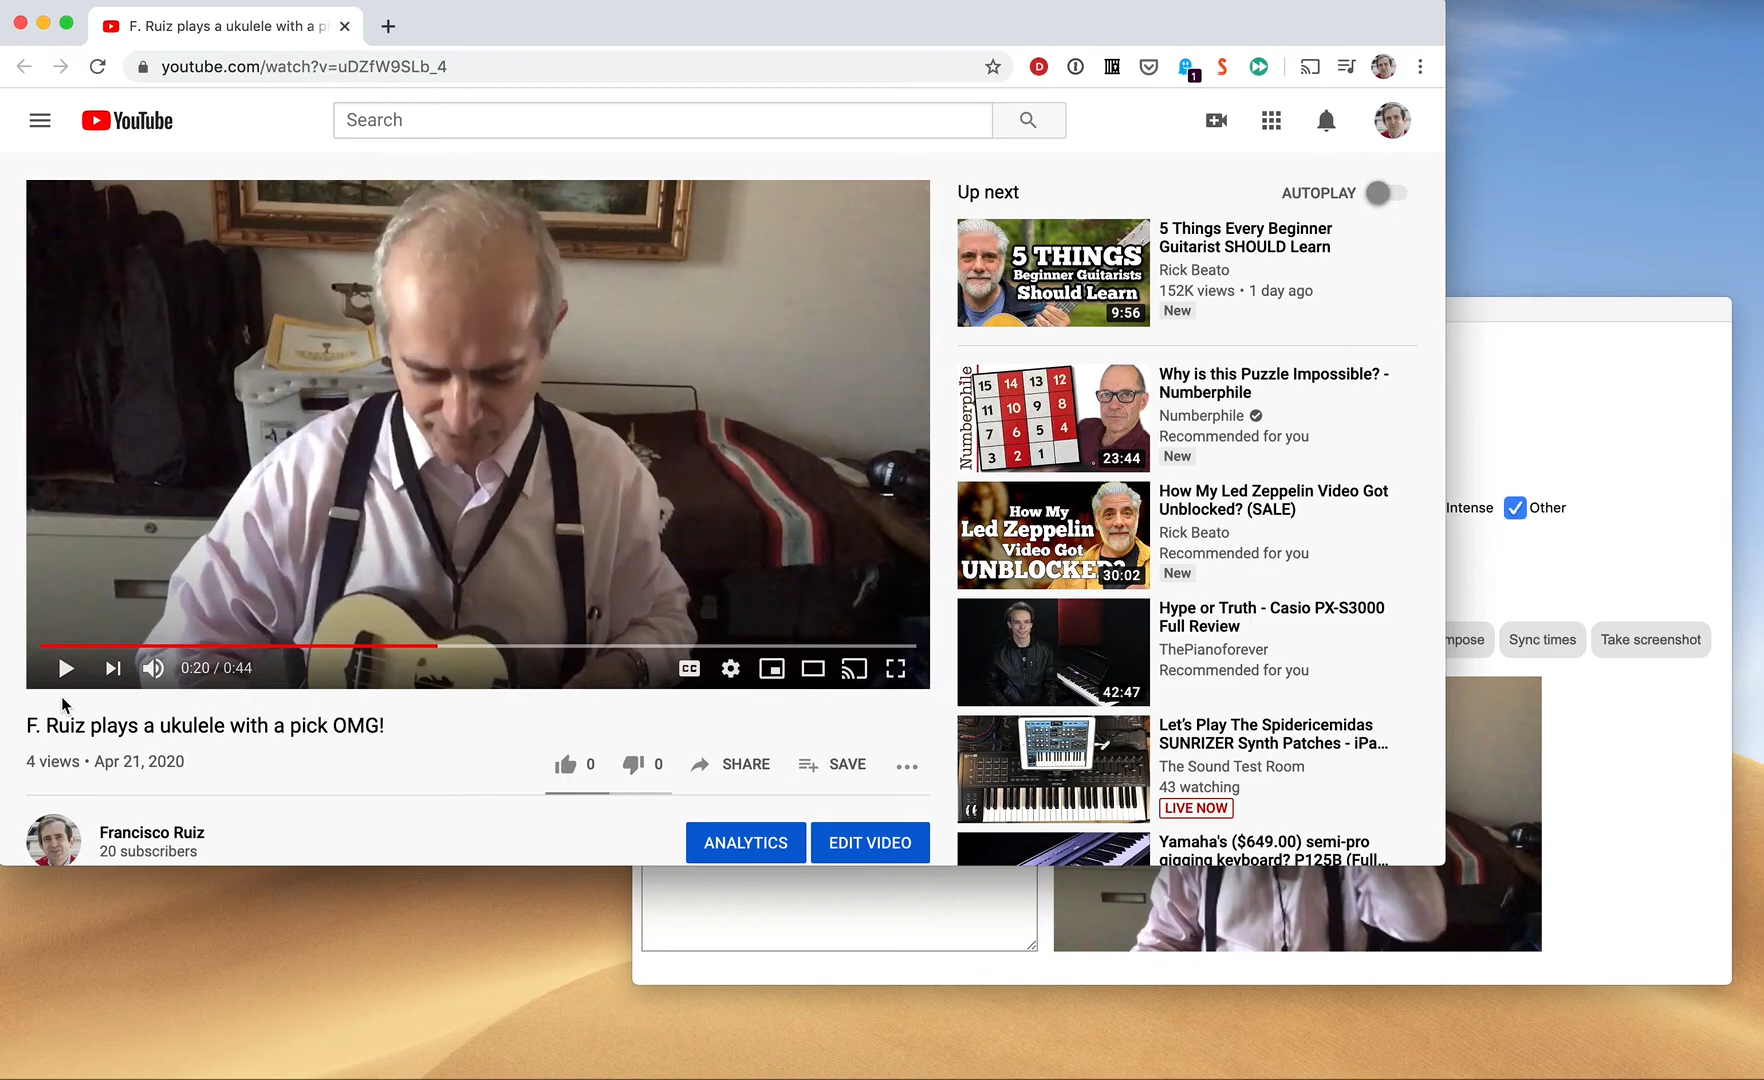 F. Ruiz plays a ukulele with a p
youtube.com/watch?v=uDZfW9SLb_4
D
1
S
YouTube
Search
0:20 / 0:44
CC
F. Ruiz plays a ukulele with a pick OMG!
4 views • Apr 21, 2020
0
0
SHARE
SAVE
Francisco Ruiz
20 subscribers
ANALYTICS
EDIT VIDEO
Up next
AUTOPLAY
5 THINGS
Beginner Guitarists
Should Learn
9:56
5 Things Every Beginner
Guitarist SHOULD Learn
Rick Beato
152K views • 1 day ago
New
Numberphile
15 14 13 12
11 10 9 8
7 6 5 4
3 2 1
23:44
Why is this Puzzle Impossible? -
Numberphile
Numberphile
Recommended for you
New
How My
Led Zeppelin
Video Got
UNBLOCKED?
30:02
How My Led Zeppelin Video Got
Unblocked? (SALE)
Rick Beato
Recommended for you
New
42:47
Hype or Truth - Casio PX-S3000
Full Review
ThePianoforever
Recommended for you
Let's Play The Spidericemidas
SUNRIZER Synth Patches - iPa...
The Sound Test Room
43 watching
LIVE NOW
Yamaha's ($649.00) semi-pro
gigging keyboard? P125B (Full...
Intense
Other
mpose
Sync times
Take screenshot